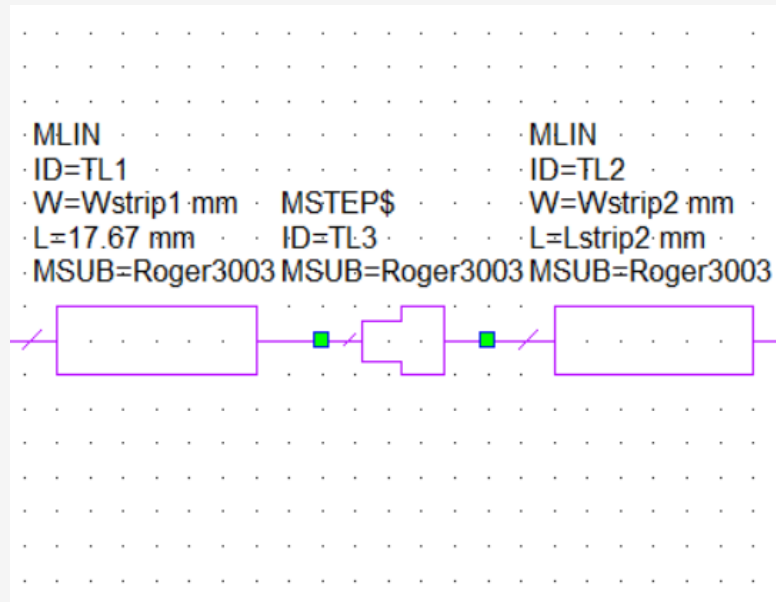 MLIN
ID=TL1
W=Wstrip1 mm
L=17.67 mm
MSUB=Roger3003
MSTEP$
ID=TL3
MSUB=Roger3003
MLIN
ID=TL2
W=Wstrip2 mm
L=Lstrip2 mm
MSUB=Roger3003